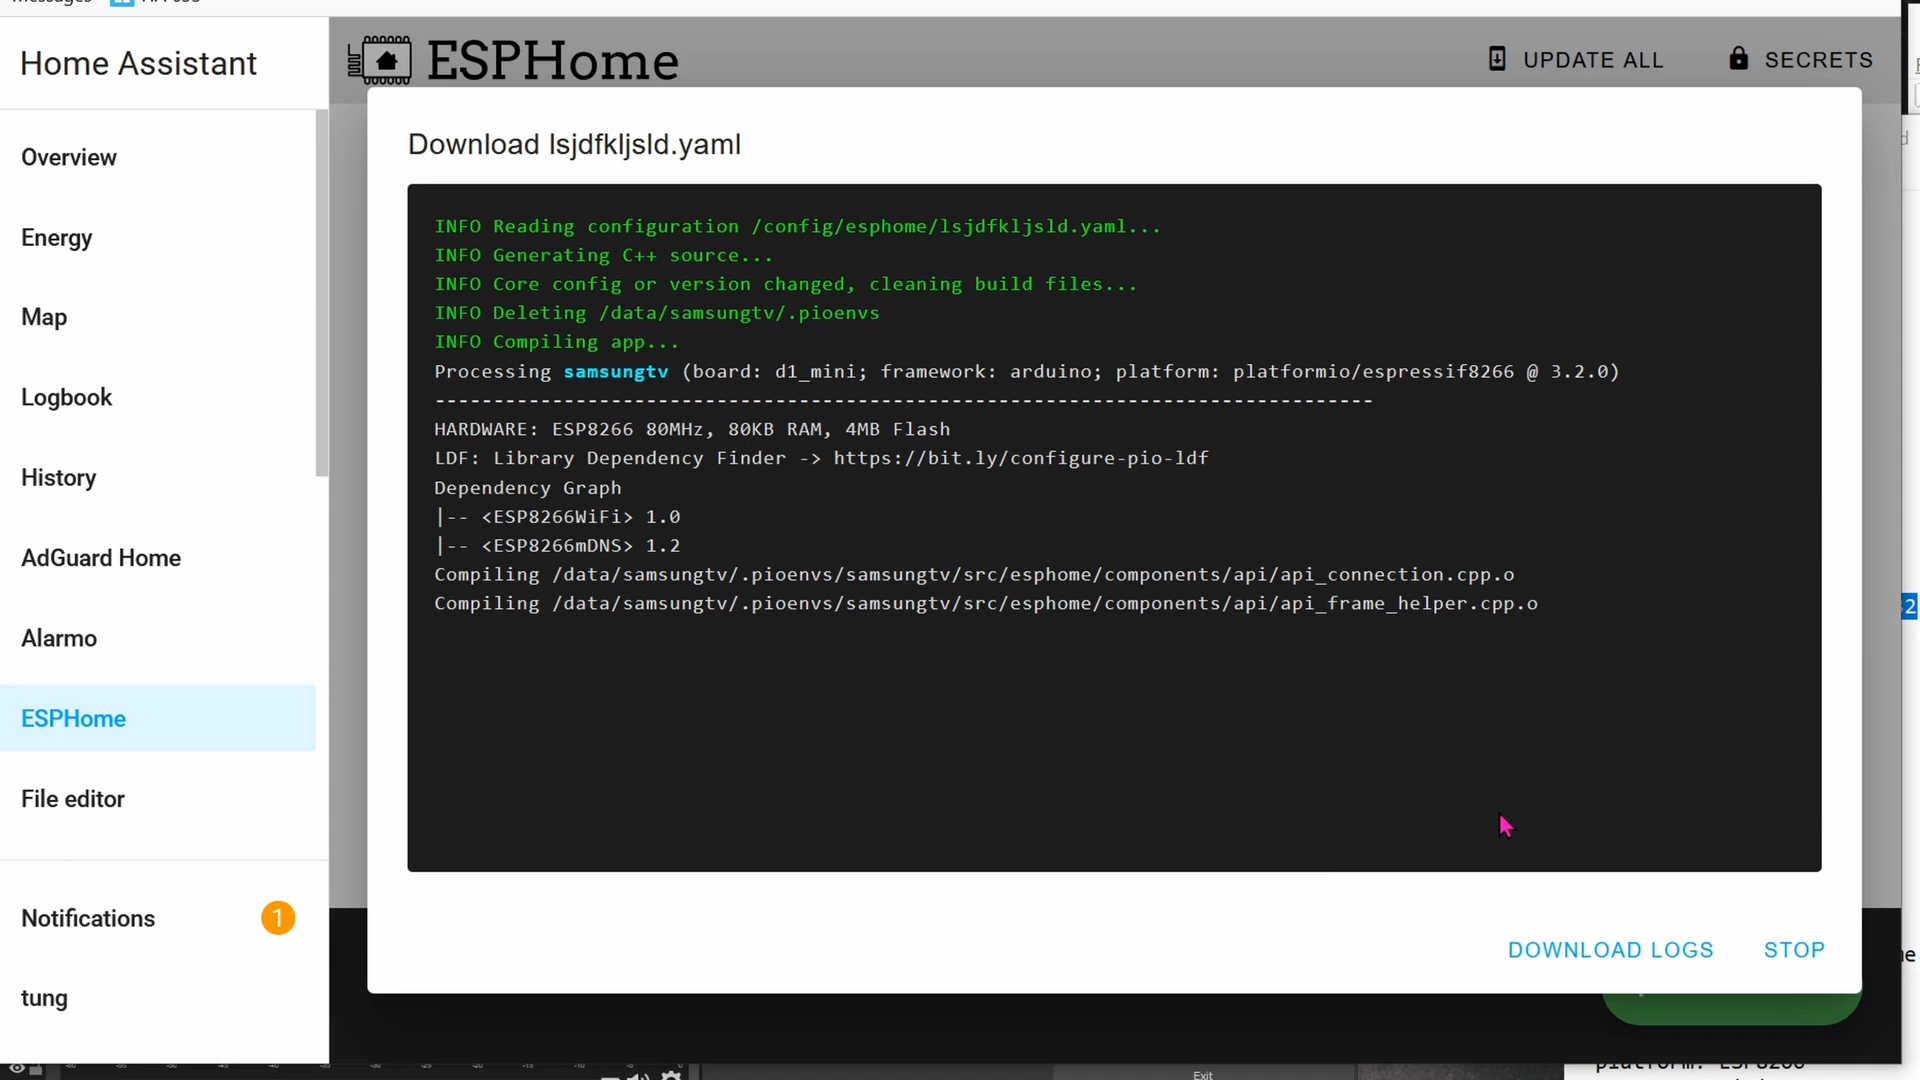 Home Assistant
ESPHome
UPDATE ALL
SECRETS
Overview
Energy
Map
Logbook
History
AdGuard Home
Alarmo
ESPHome
File editor
Notifications
1
tung
Download lsjdfkljsld.yaml
INFO Reading configuration /config/esphome/lsjdfkljsld.yaml...
INFO Generating C++ source...
INFO Core config or version changed, cleaning build files...
INFO Deleting /data/samsungtv/.pioenvs
INFO Compiling app...
Processing samsungtv (board: d1_mini; framework: arduino; platform: platformio/espressif8266 @ 3.2.0)
--------------------------------------------------------------------------------
HARDWARE: ESP8266 80MHz, 80KB RAM, 4MB Flash
LDF: Library Dependency Finder -> https://bit.ly/configure-pio-ldf
Dependency Graph
|-- <ESP8266WiFi> 1.0
|-- <ESP8266mDNS> 1.2
Compiling /data/samsungtv/.pioenvs/samsungtv/src/esphome/components/api/api_connection.cpp.o
Compiling /data/samsungtv/.pioenvs/samsungtv/src/esphome/components/api/api_frame_helper.cpp.o
DOWNLOAD LOGS
STOP
Exit
platform: ESP8266